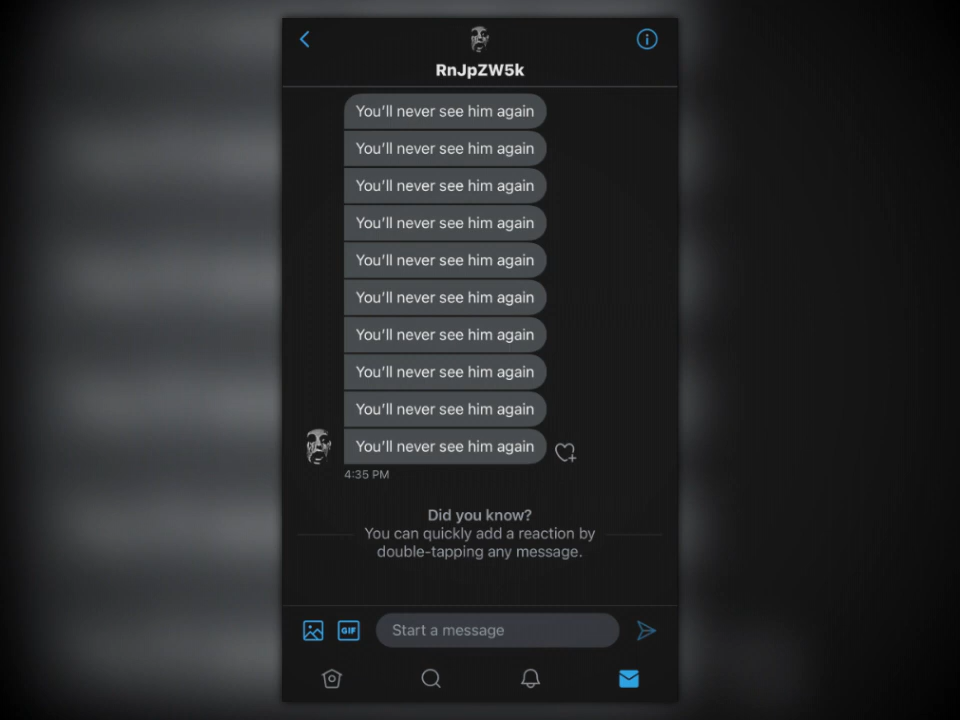 RnJpZW5k
You'll never see him again
You'll never see him again
You'll never see him again
You'll never see him again
You'll never see him again
You'll never see him again
You'll never see him again
You'll never see him again
You'll never see him again
You'll never see him again
4:35 PM
Did you know?
You can quickly add a reaction by
double-tapping any message.
GIF
Start a message